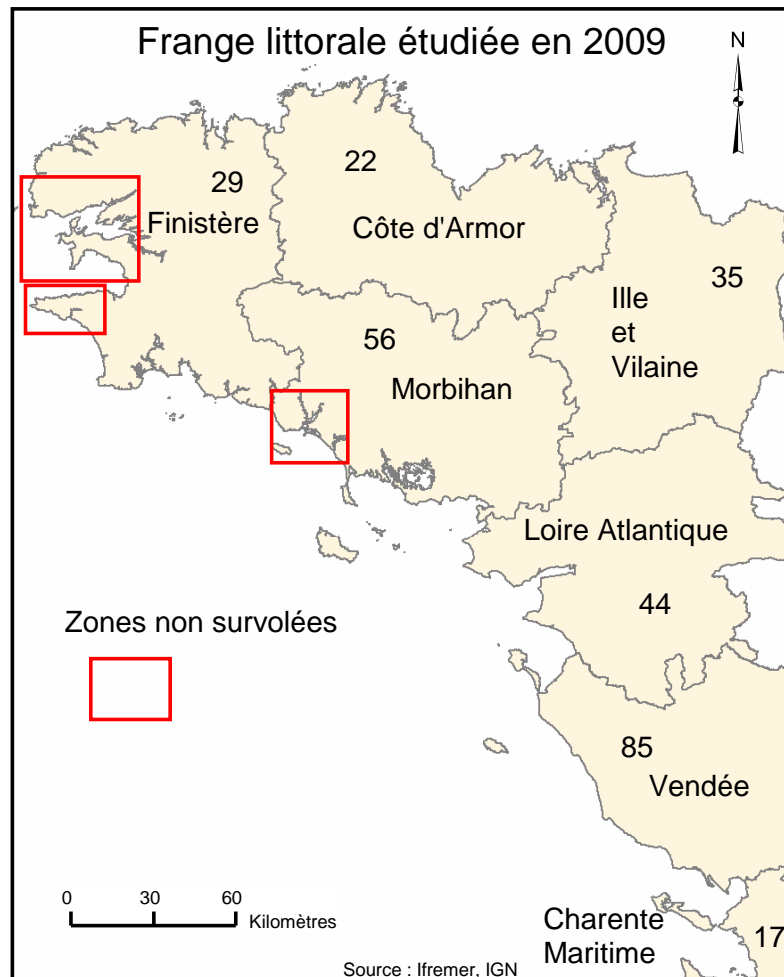 Frange littorale étudiée en 2009
N
29
Finistère
22
Côte d'Armor
35
Ille
et
Vilaine
56
Morbihan
Loire Atlantique
44
Zones non survolées
85
Vendée
0 30 60
Kilomètres
Charente
Maritime
17
Source : Ifremer, IGN